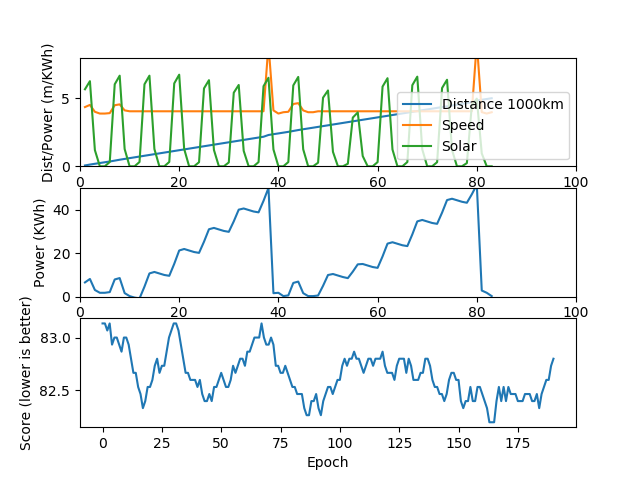 Dist/Power (m/KWh)
5
0
Distance 1000km
Speed
Solar
0 20 40 60 80 100
Power (KWh)
40
20
0
0 20 40 60 80 100
Score (lower is better)
83.0
82.5
0 25 50 75 100 125 150 175
Epoch